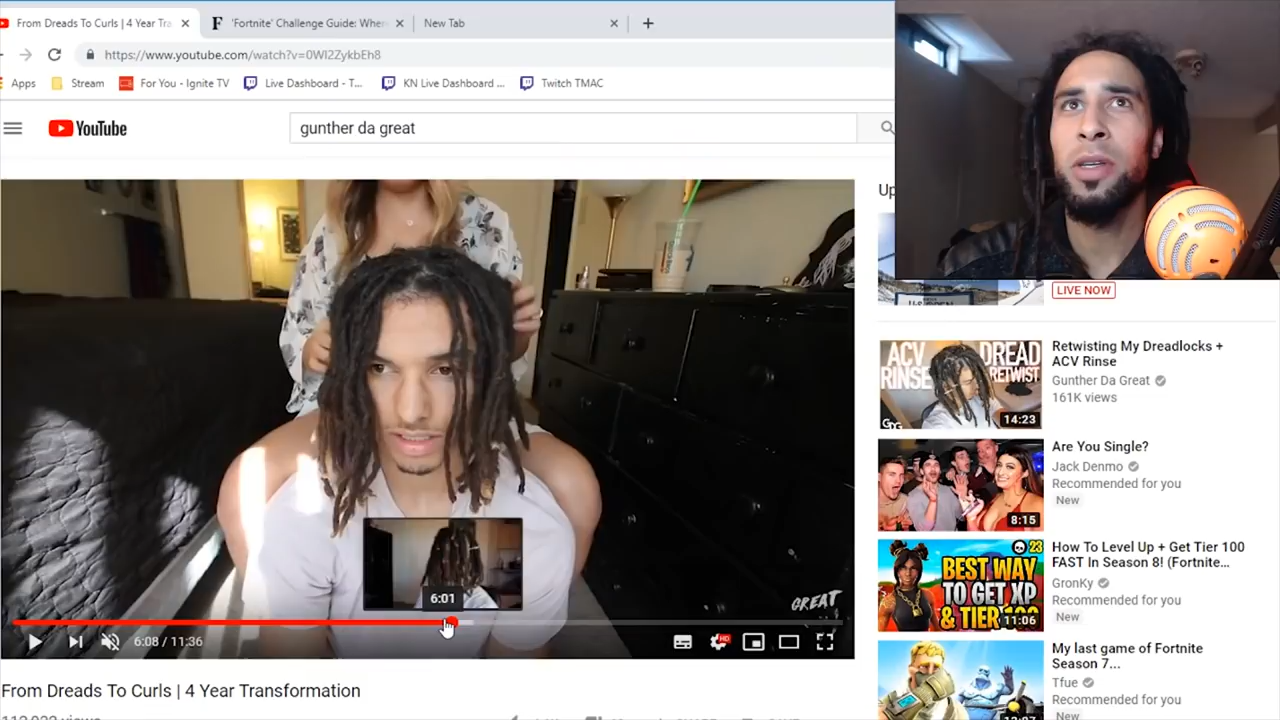 From Dreads To Curls | 4 Year Tra
'Fortnite' Challenge Guide: Wher
New Tab
https://www.youtube.com/watch?v=0WI2ZykbEh8
Apps
Stream
For You - Ignite TV
Live Dashboard - T...
KN Live Dashboard ...
Twitch TMAC
YouTube
gunther da great
Up
LIVE NOW
GREAT
6:01
6:08 / 11:36
HD
From Dreads To Curls | 4 Year Transformation
ACV
RINSE
DREAD
RETWIST
GDG
14:23
Retwisting My Dreadlocks +
ACV Rinse
Gunther Da Great
161K views
8:15
Are You Single?
Jack Denmo
Recommended for you
New
23
BEST WAY
TO GET XP
& TIER 100
11:06
How To Level Up + Get Tier 100
FAST In Season 8! (Fortnite...
GronKy
Recommended for you
New
My last game of Fortnite
Season 7...
Tfue
Recommended for you
New